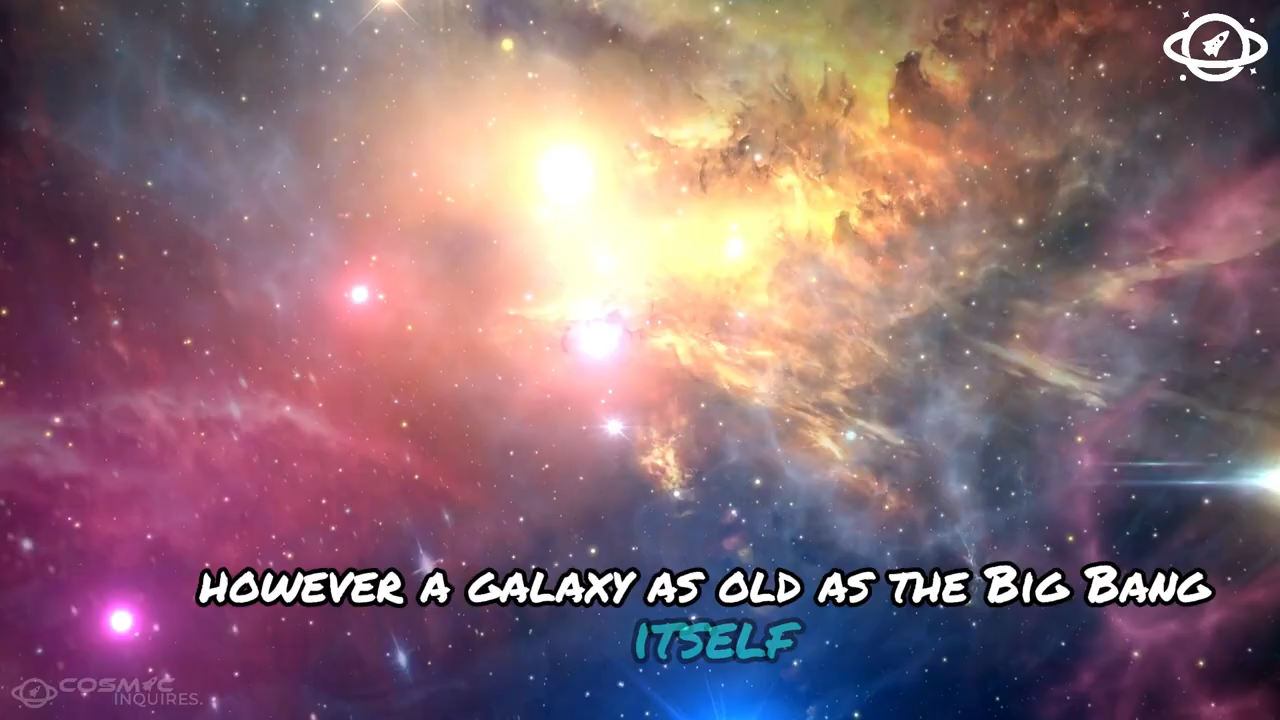 HOWEVER A GALAXY AS OLD AS THE BIG BANG
ITSELF
COSMIC
INQUIRES.